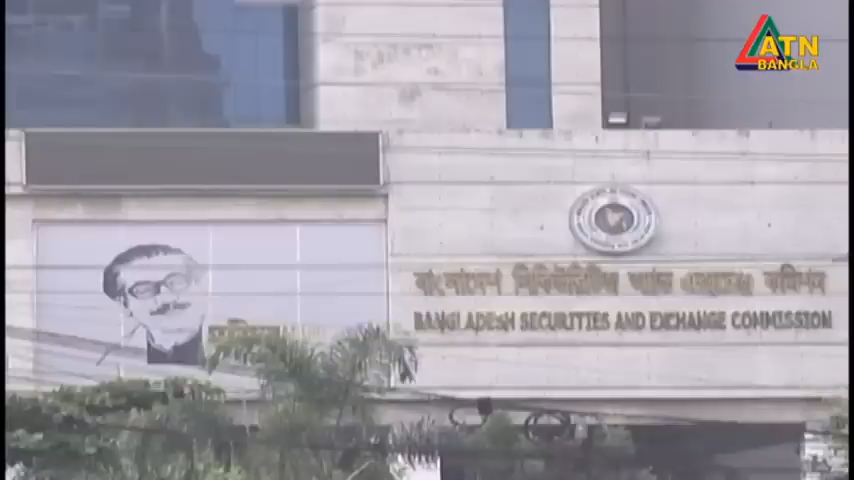 ATN
BANGLA
বাংলাদেশ সিকিউরিটিজ অ্যান্ড এক্সচেঞ্জ কমিশন
BANGLADESH SECURITIES AND EXCHANGE COMMISSION